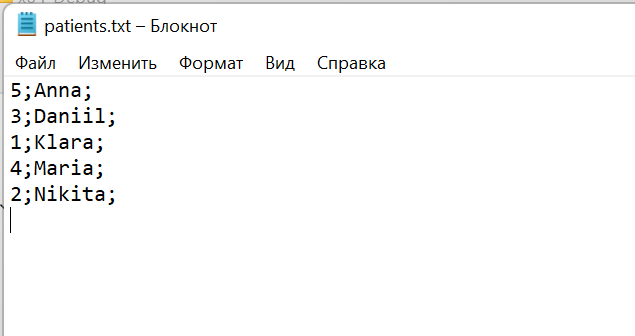 patients.txt – Блокнот
Файл Изменить Формат Вид Справка
5;Anna;
3;Daniil;
1;Klara;
4;Maria;
2;Nikita;